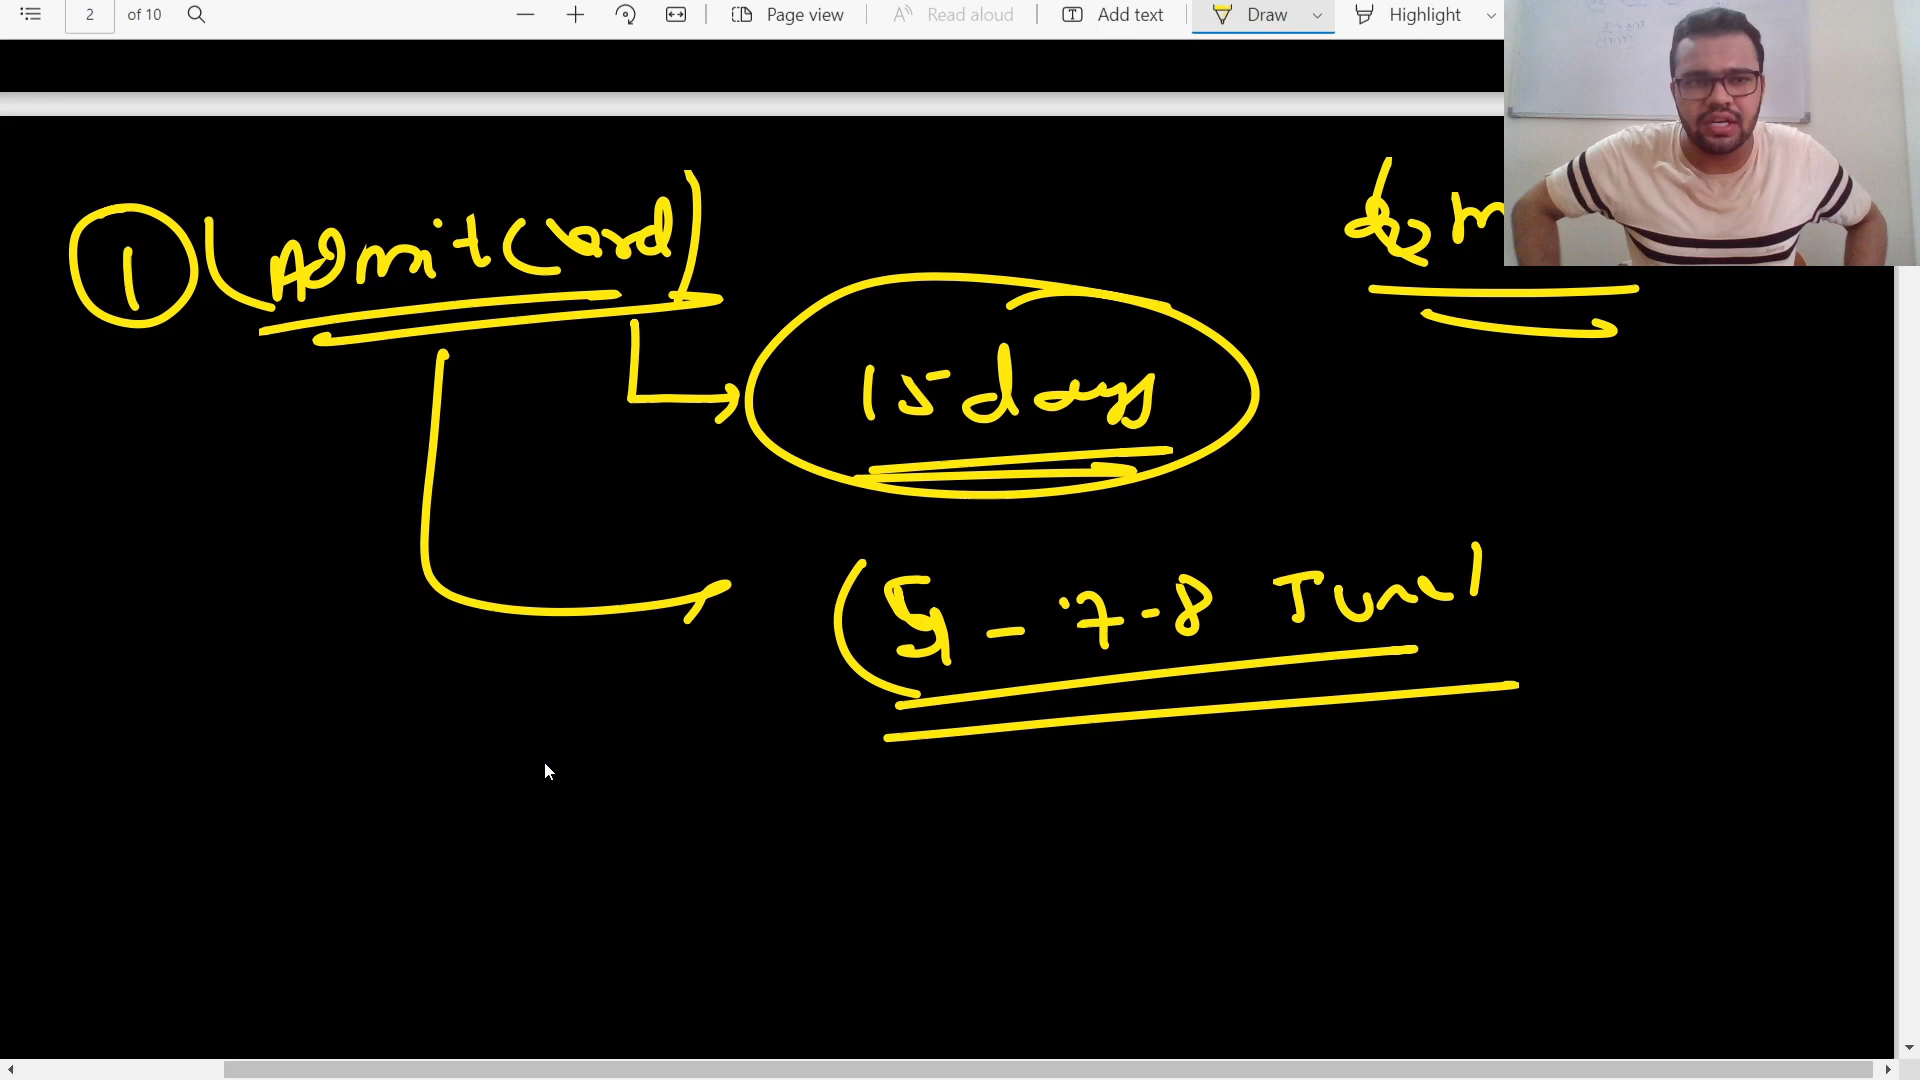 2 of 10 Page view Read aloud Add text Draw Highlight
1 (Admit Card)
15 days
- 7-8 June